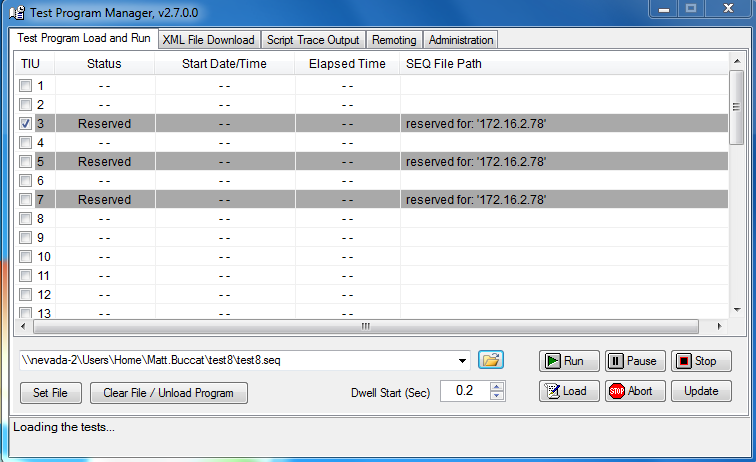 Test Program Manager, v2.7.0.0
Test Program Load and Run XML File Download Script Trace Output Remoting Administration
TIU Status Start Date/Time Elapsed Time SEQ File Path
1 - - - - - -
2 - - - - - -
3 Reserved - - - - reserved for: '172.16.2.78'
4 - - - - - -
5 Reserved - - - - reserved for: '172.16.2.78'
6 - - - - - -
7 Reserved - - - - reserved for: '172.16.2.78'
8 - - - - - -
9 - - - - - -
10 - - - - - -
11 - - - - - -
12 - - - - - -
13 - - - - - -
\\nevada-2\Users\Home\Matt.Buccat\test8\test8.seq Run Pause Stop
Set File Clear File / Unload Program Dwell Start (Sec) 0.2 Load STOP Abort Update
Loading the tests...